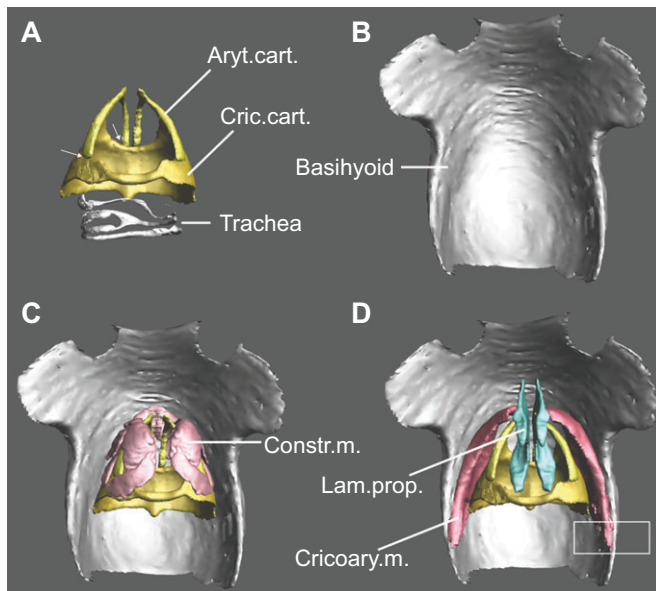 A
Aryt.cart.
Cric.cart.
Trachea
B
Basihyoid
C
Constr.m.
D
Lam.prop.
Cricoary.m.